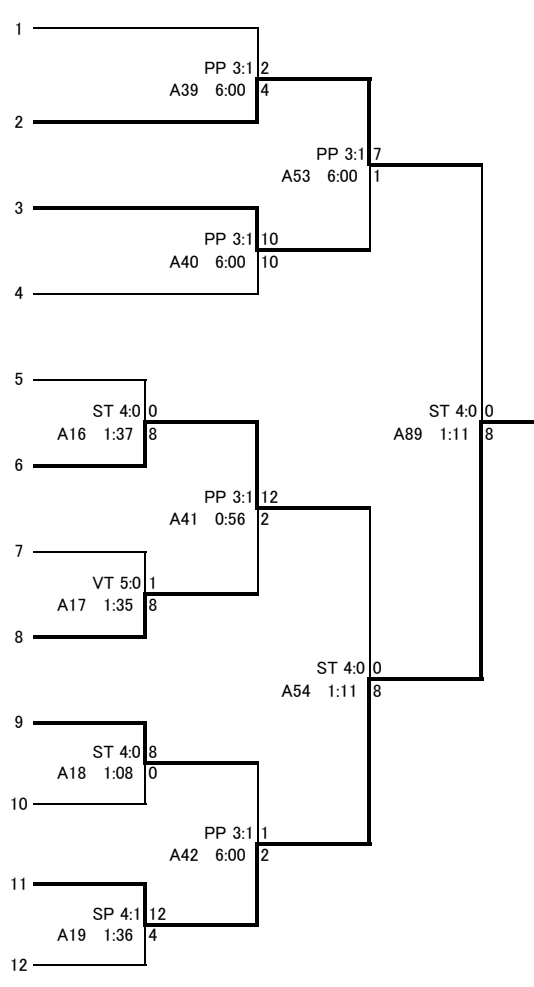 1
PP 3:1 2
A39 6:00 4
2
PP 3:1 7
A53 6:00 1
3
PP 3:1 10
A40 6:00 10
4
5
ST 4:0 0
A16 1:37 8
ST 4:0 0
A89 1:11 8
6
PP 3:1 12
A41 0:56 2
7
VT 5:0 1
A17 1:35 8
8
ST 4:0 0
A54 1:11 8
9
ST 4:0 8
A18 1:08 0
10
PP 3:1 1
A42 6:00 2
11
SP 4:1 12
A19 1:36 4
12